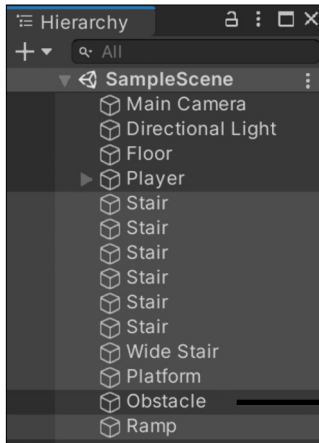 Hierarchy
All
SampleScene
Main Camera
Directional Light
Floor
Player
Stair
Stair
Stair
Stair
Stair
Stair
Wide Stair
Platform
Obstacle
Ramp